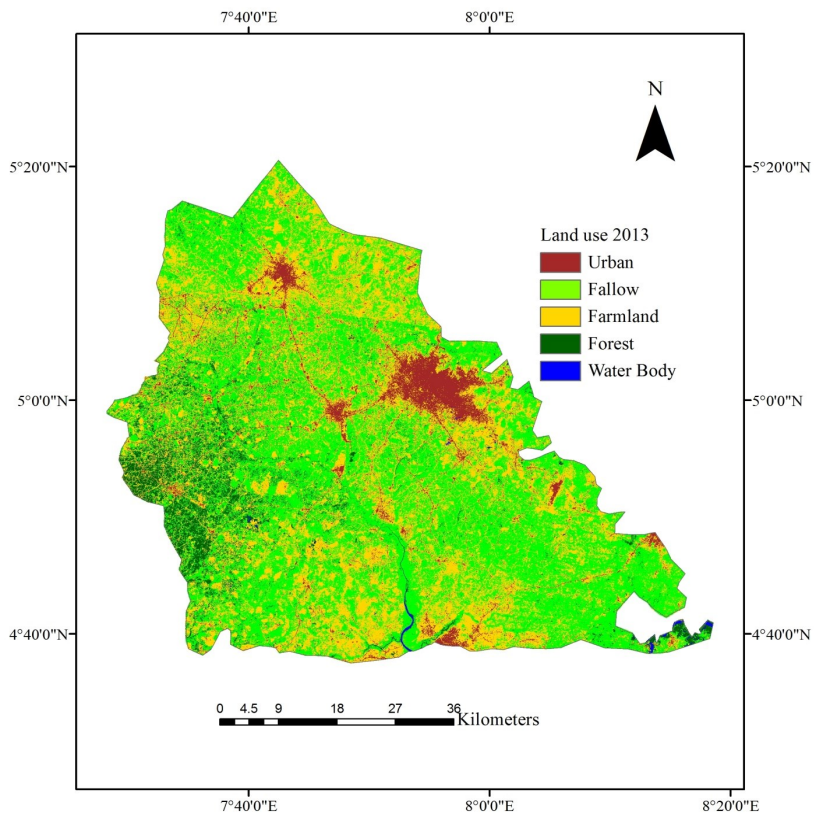 7°40'0"E 8°0'0"E
N
5°20'0"N 5°20'0"N
Land use 2013
Urban
Fallow
Farmland
Forest
Water Body
5°0'0"N 5°0'0"N
4°40'0"N 4°40'0"N
0 4.5 9 18 27 36
Kilometers
7°40'0"E 8°0'0"E 8°20'0"E